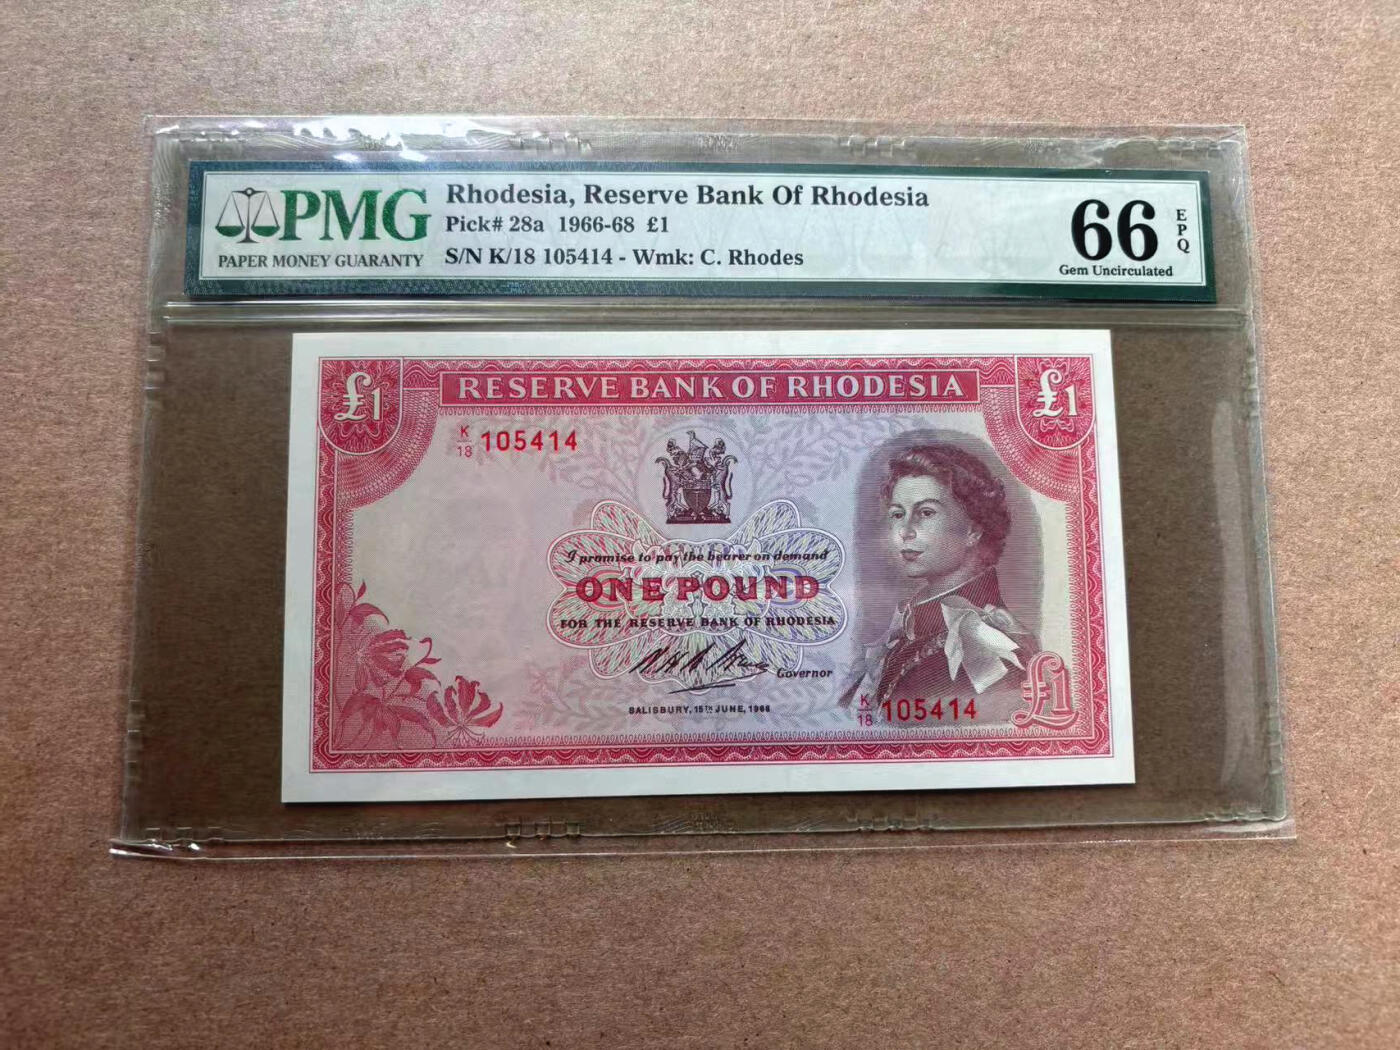 PMG
PAPER MONEY GUARANTY
Rhodesia, Reserve Bank Of Rhodesia
Pick# 28a 1966-68 £1
S/N K/18 105414 - Wmk: C. Rhodes
66 EPQ
Gem Uncirculated
£1 RESERVE BANK OF RHODESIA £1
K/18 105414
I promise to pay the bearer on demand
ONE POUND
FOR THE RESERVE BANK OF RHODESIA
Governor
SALISBURY, 15TH JUNE, 1966
K/18 105414
£1